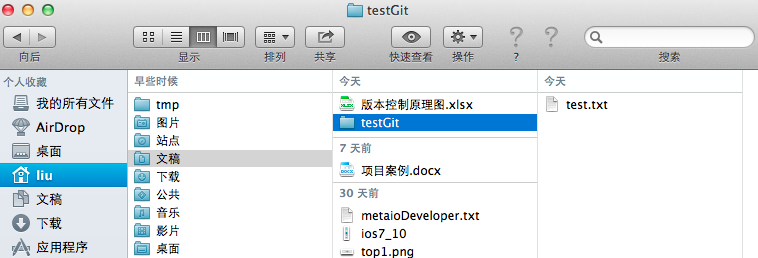 testGit
向后
显示
排列
共享
快速查看
操作
?
搜索
个人收藏
我的所有文件
AirDrop
桌面
liu
文稿
下载
应用程序
早些时候
tmp
图片
站点
文稿
下载
公共
音乐
影片
桌面
今天
版本控制原理图.xlsx
testGit
7 天前
项目案例.docx
30 天前
metaioDeveloper.txt
ios7_10
top1.png
今天
test.txt